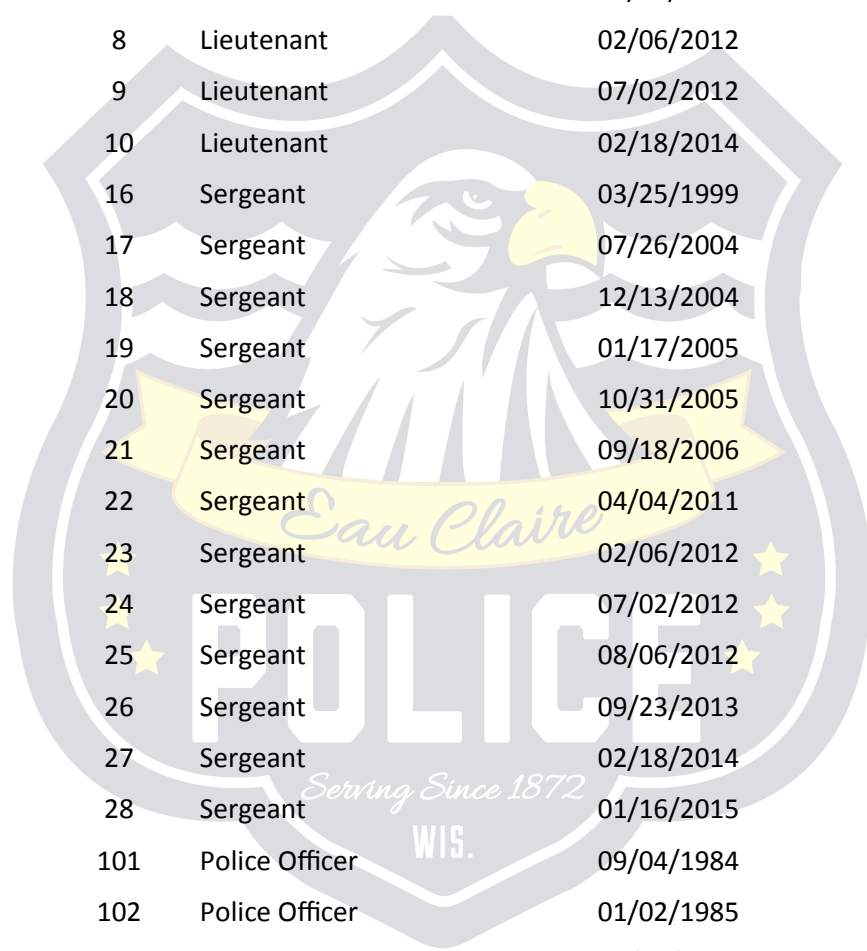 8 Lieutenant 02/06/2012
9 Lieutenant 07/02/2012
10 Lieutenant 02/18/2014
16 Sergeant 03/25/1999
17 Sergeant 07/26/2004
18 Sergeant 12/13/2004
19 Sergeant 01/17/2005
20 Sergeant 10/31/2005
21 Sergeant 09/18/2006
22 Sergeant 04/04/2011
Eau Claire
23 Sergeant 02/06/2012
24 Sergeant 07/02/2012
POLICE
25 Sergeant 08/06/2012
26 Sergeant 09/23/2013
27 Sergeant 02/18/2014
Serving Since 1872
28 Sergeant 01/16/2015
WIS.
101 Police Officer 09/04/1984
102 Police Officer 01/02/1985